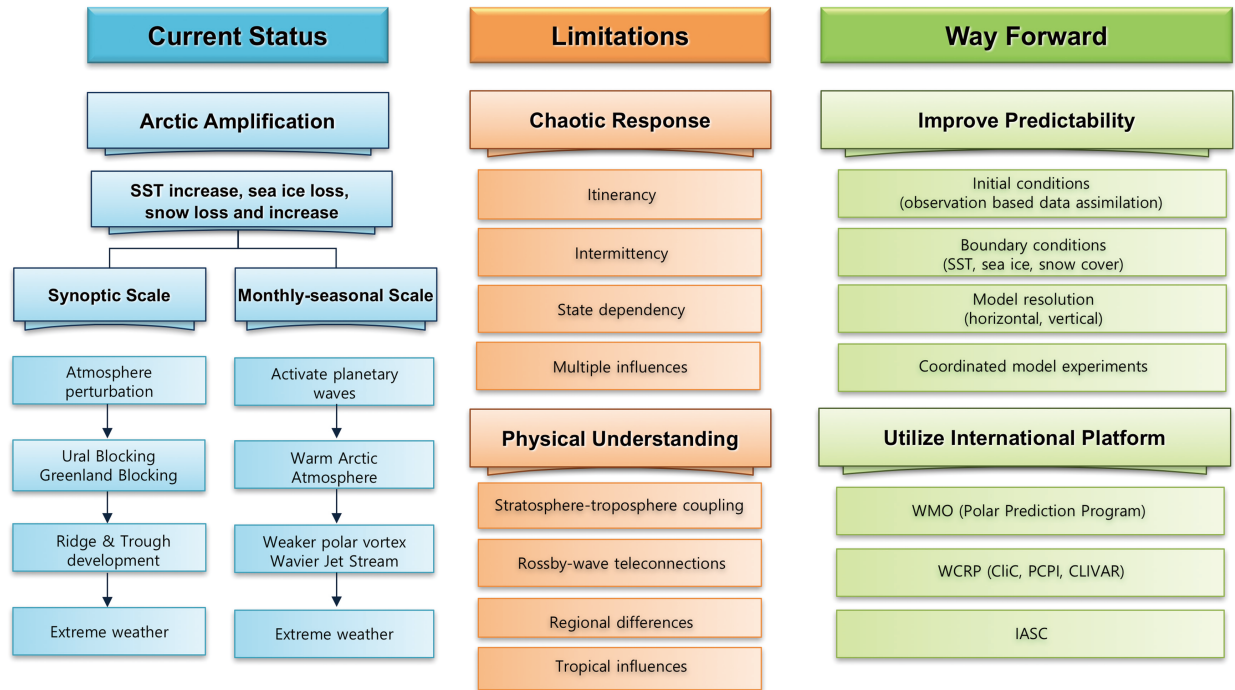 Current Status
Arctic Amplification
SST increase, sea ice loss,
snow loss and increase
Synoptic Scale
Atmosphere
perturbation
Ural Blocking
Greenland Blocking
Ridge & Trough
development
Extreme weather
Monthly-seasonal Scale
Activate planetary
waves
Warm Arctic
Atmosphere
Weaker polar vortex
Wavier Jet Stream
Extreme weather
Limitations
Chaotic Response
Itinerancy
Intermittency
State dependency
Multiple influences
Physical Understanding
Stratosphere-troposphere coupling
Rossby-wave teleconnections
Regional differences
Tropical influences
Way Forward
Improve Predictability
Initial conditions
(observation based data assimilation)
Boundary conditions
(SST, sea ice, snow cover)
Model resolution
(horizontal, vertical)
Coordinated model experiments
Utilize International Platform
WMO (Polar Prediction Program)
WCRP (CliC, PCPI, CLIVAR)
IASC